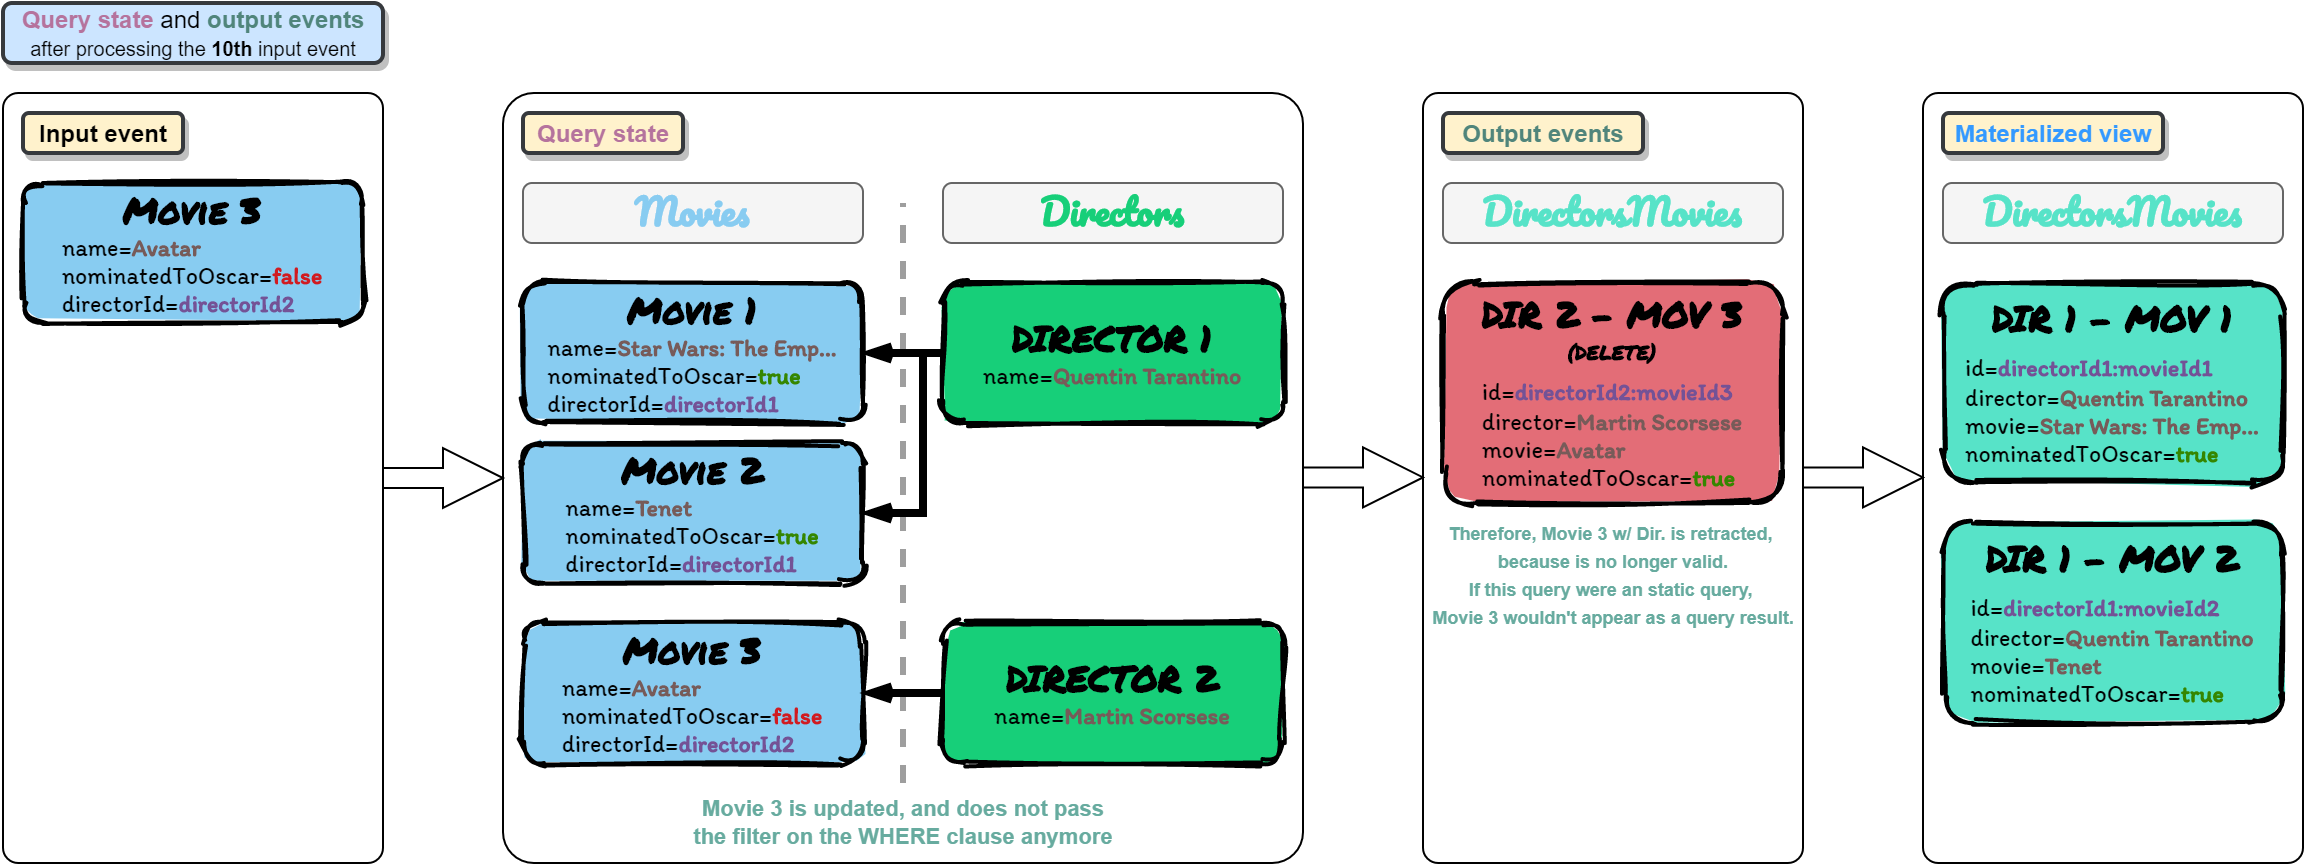 Query state and output events
after processing the 10th input event
Input event
MOVIE 3
name=Avatar
nominatedToOscar=false
directorId=directorId2
Query state
Movies
Directors
MOVIE 1
name=Star Wars: The Emp...
nominatedToOscar=true
directorId=directorId1
DIRECTOR 1
name=Quentin Tarantino
MOVIE 2
name=Tenet
nominatedToOscar=true
directorId=directorId1
MOVIE 3
name=Avatar
nominatedToOscar=false
directorId=directorId2
DIRECTOR 2
name=Martin Scorsese
Movie 3 is updated, and does not pass
the filter on the WHERE clause anymore
Output events
DirectorsMovies
DIR 2 - MOV 3
(DELETE)
id=directorId2:movieId3
director=Martin Scorsese
movie=Avatar
nominatedToOscar=true
Therefore, Movie 3 w/ Dir. is retracted,
because is no longer valid.
If this query were an static query,
Movie 3 wouldn't appear as a query result.
Materialized view
DirectorsMovies
DIR 1 - MOV 1
id=directorId1:movieId1
director=Quentin Tarantino
movie=Star Wars: The Emp...
nominatedToOscar=true
DIR 1 - MOV 2
id=directorId1:movieId2
director=Quentin Tarantino
movie=Tenet
nominatedToOscar=true